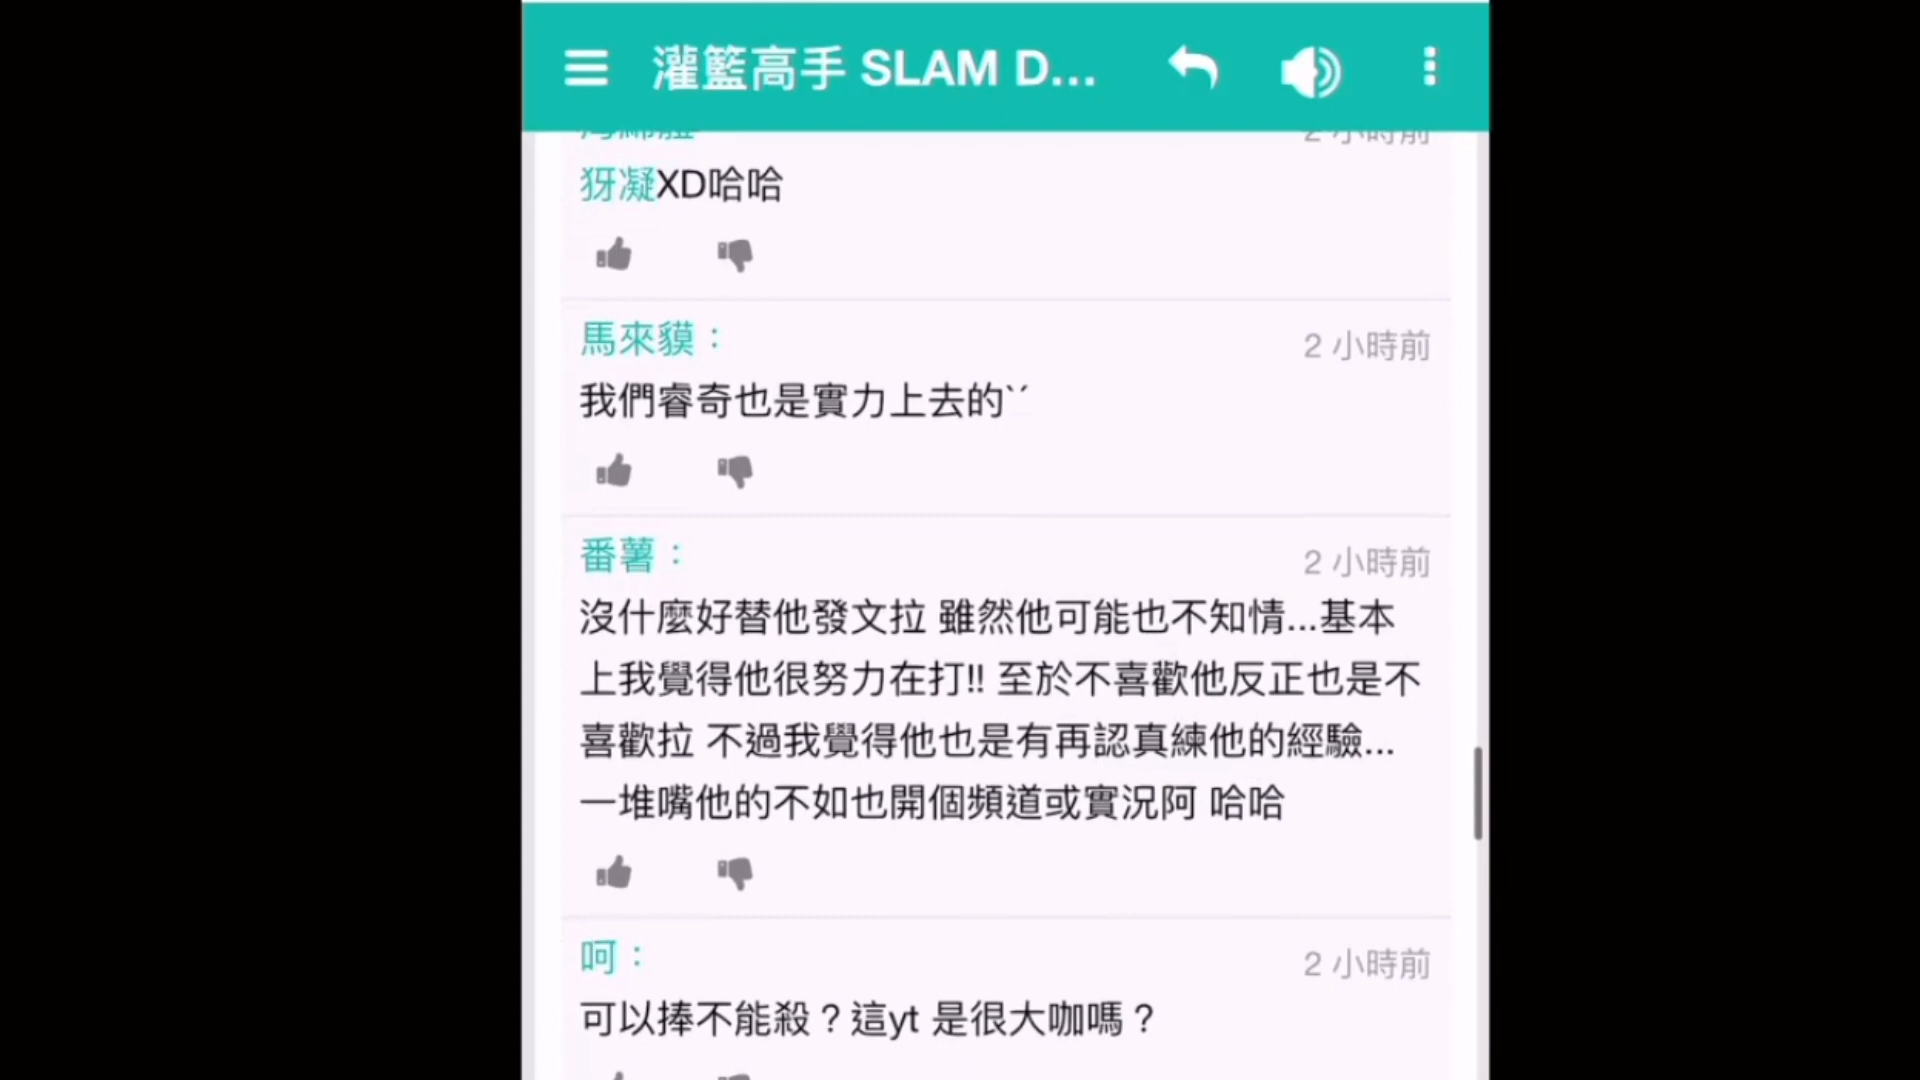 灌籃高手 SLAM D...
2 小時前
犽凝XD哈哈
馬來貘：
2 小時前
我們睿奇也是實力上去的`ˊ
番薯：
2 小時前
沒什麼好替他發文拉 雖然他可能也不知情...基本
上我覺得他很努力在打!! 至於不喜歡他反正也是不
喜歡拉 不過我覺得他也是有再認真練他的經驗...
一堆嘴他的不如也開個頻道或實況阿 哈哈
呵：
2 小時前
可以捧不能殺？這yt 是很大咖嗎？